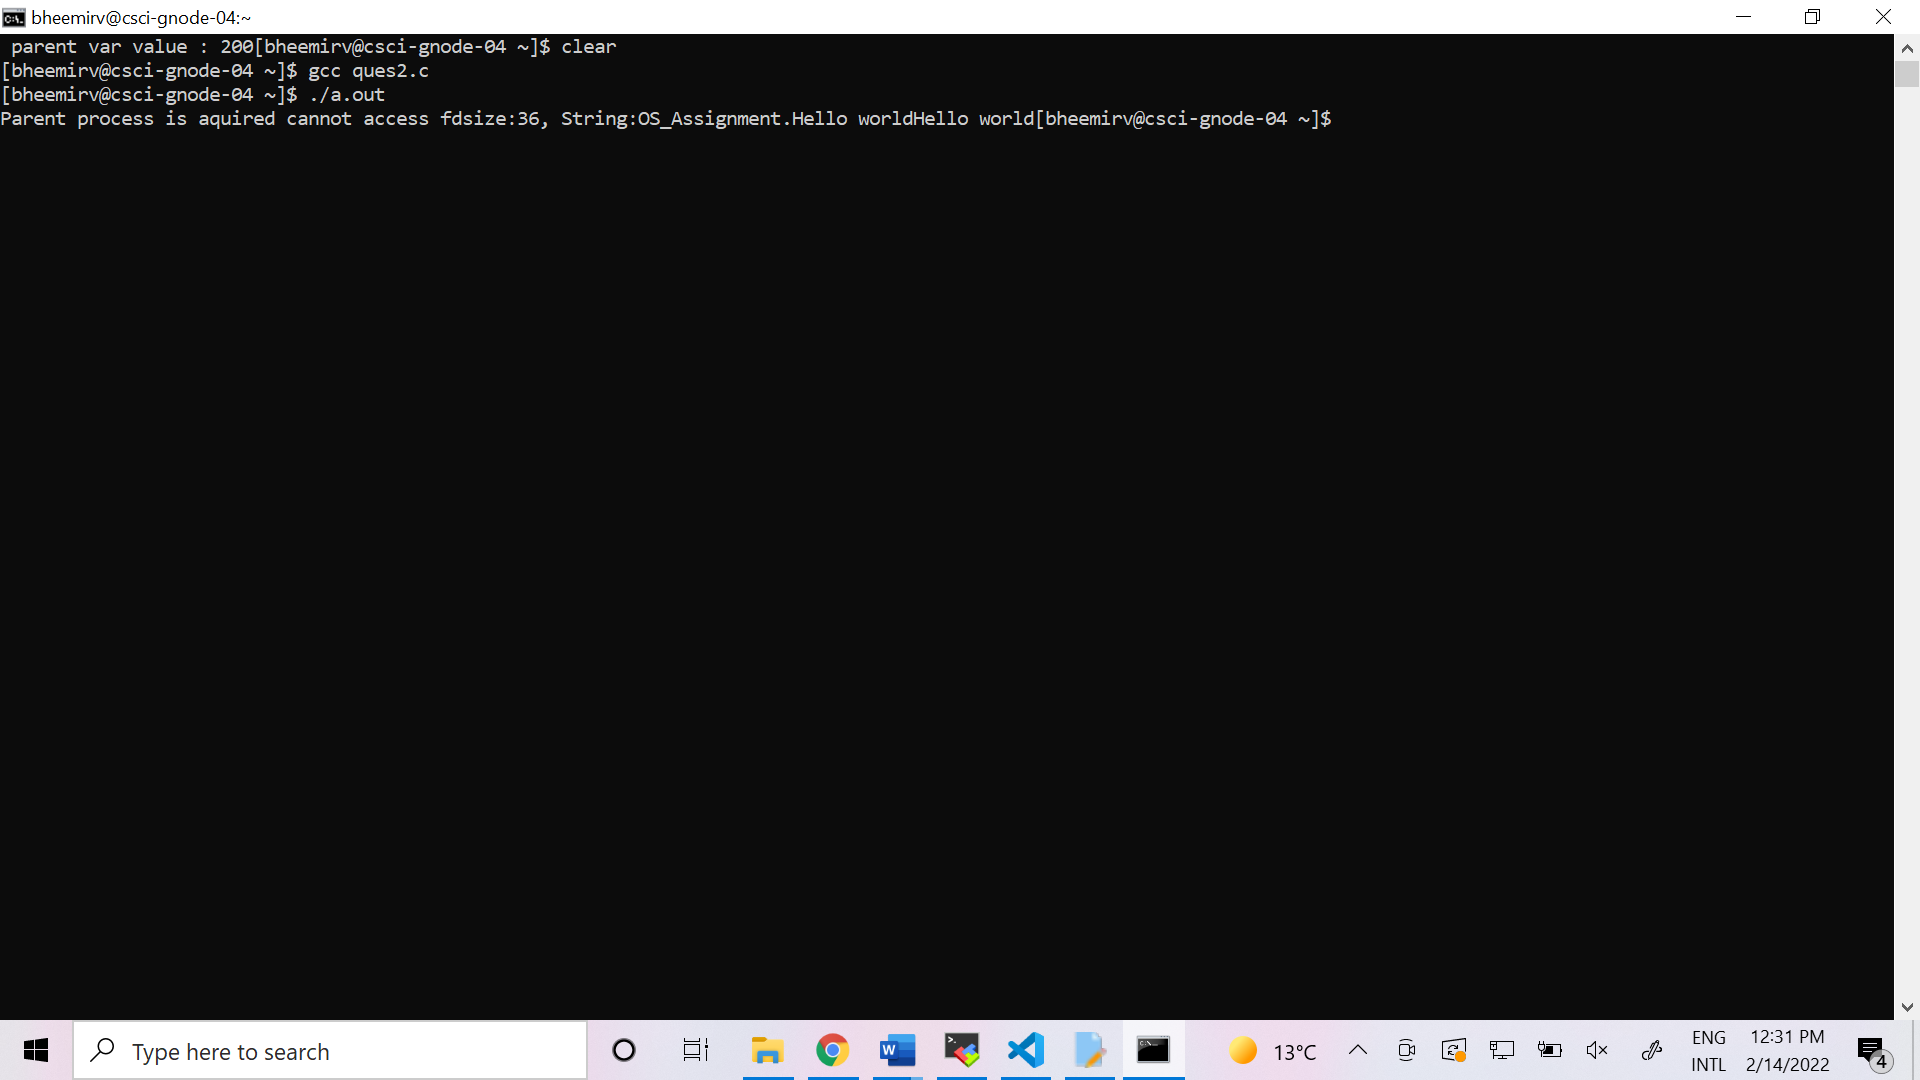 bheemirv@csci-gnode-04:~
parent var value : 200[bheemirv@csci-gnode-04 ~]$ clear
[bheemirv@csci-gnode-04 ~]$ gcc ques2.c
[bheemirv@csci-gnode-04 ~]$ ./a.out
Parent process is aquired cannot access fdsize:36, String:OS_Assignment.Hello worldHello world[bheemirv@csci-gnode-04 ~]$
Type here to search
13°C
ENG
INTL
12:31 PM
2/14/2022
4